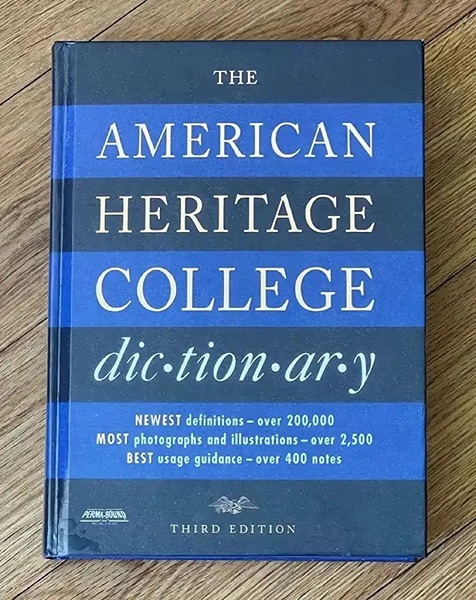 THE
AMERICAN
HERITAGE
COLLEGE
dic•tion•ar•y
NEWEST definitions – over 200,000
MOST photographs and illustrations – over 2,500
BEST usage guidance – over 400 notes
PERMA-BOUND
THIRD EDITION